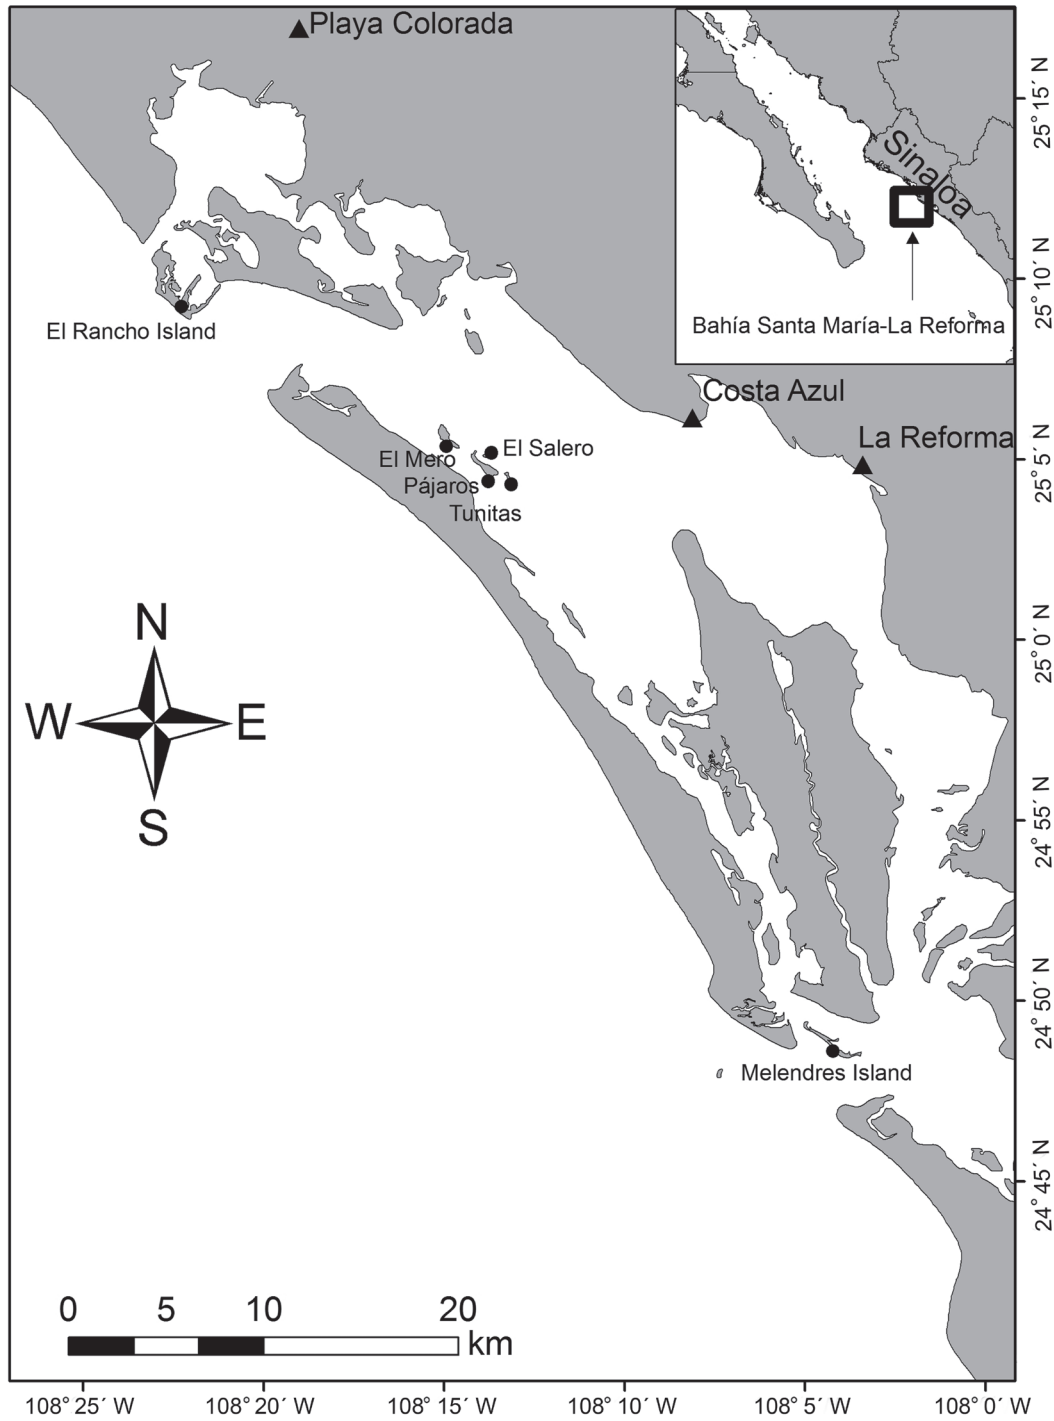 Playa Colorada
Sinaloa
Bahía Santa María-La Reforma
El Rancho Island
Costa Azul
La Reforma
El Salero
El Mero
Pájaros
Tunitas
N
W E
S
Melendres Island
0 5 10 20
km
25° 15´ N
25° 10´ N
25° 5´ N
25° 0´ N
24° 55´ N
24° 50´ N
24° 45´ N
108° 25´ W 108° 20´ W 108° 15´ W 108° 10´ W 108° 5´ W 108° 0´ W